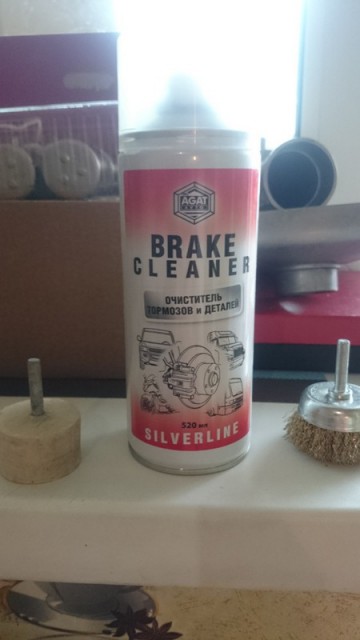 AGAT
BRAKE
CLEANER
ОЧИСТИТЕЛЬ
ТОРМОЗОВ и ДЕТАЛЕЙ
520 мл
SILVERLINE